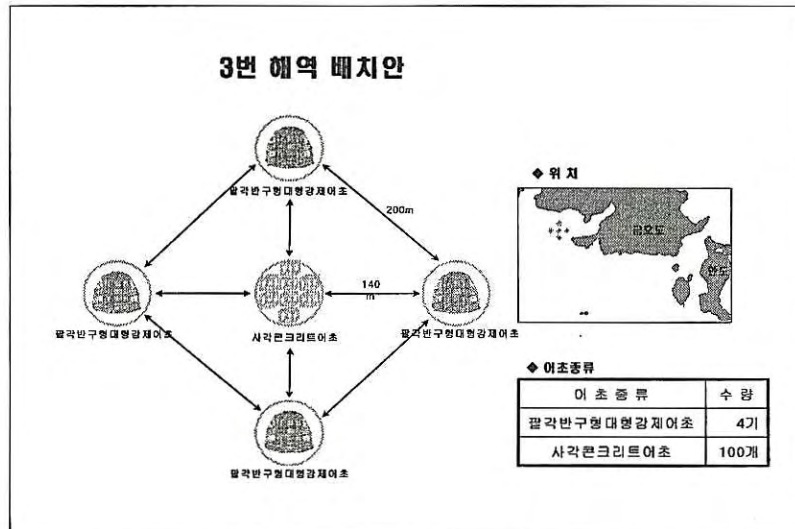 3번 해역 배치안
팔각반구형대형강제어초
200m
◆ 위 치
금오도
안도
팔각반구형대형강제어초
사각콘크리트어초
140
m
팔각반구형대형강제어초
팔각반구형대형강제어초
◆ 어초종류
어 초 종 류
수 량
팔각반구형대형강제어초
4기
사각콘크리트어초
100개